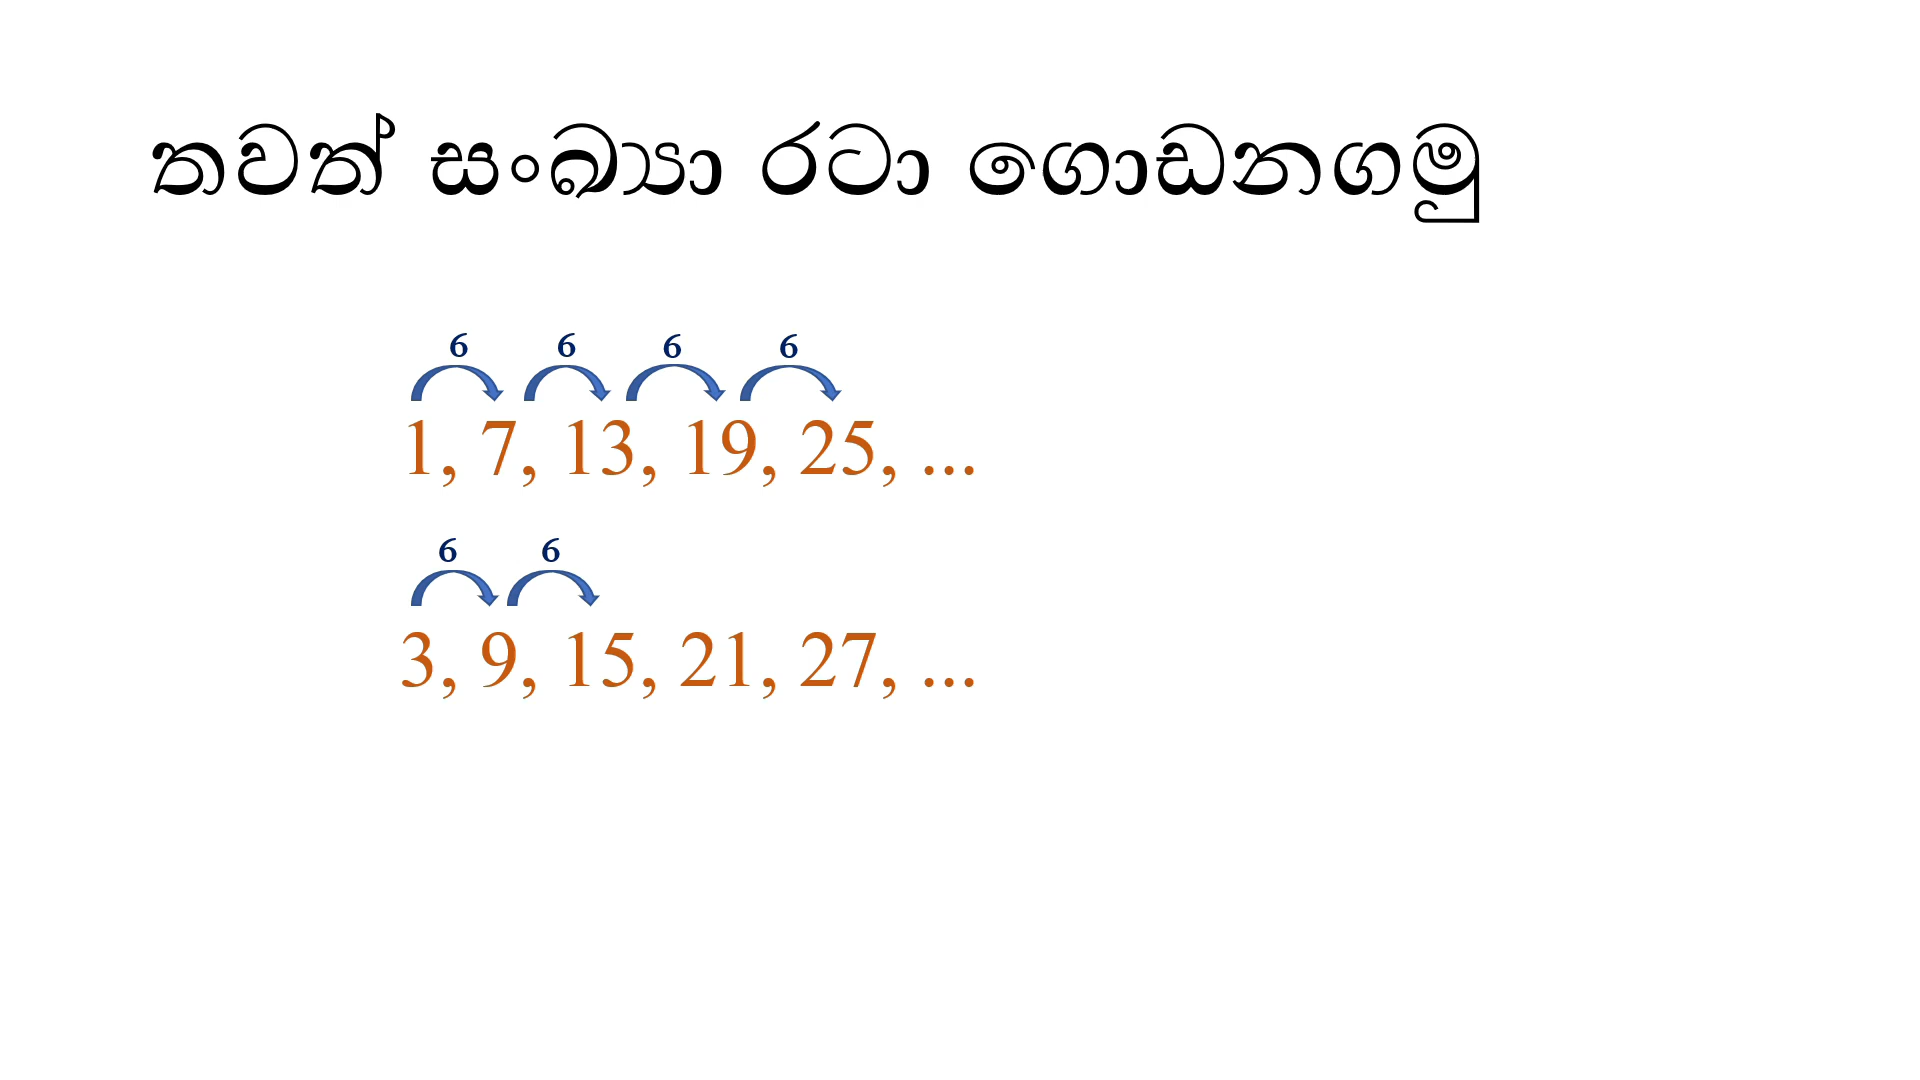 තවත් සංඛ්‍යා රටා ගොඩනගමු
6 6 6 6
1, 7, 13, 19, 25, ...
6 6
3, 9, 15, 21, 27, ...